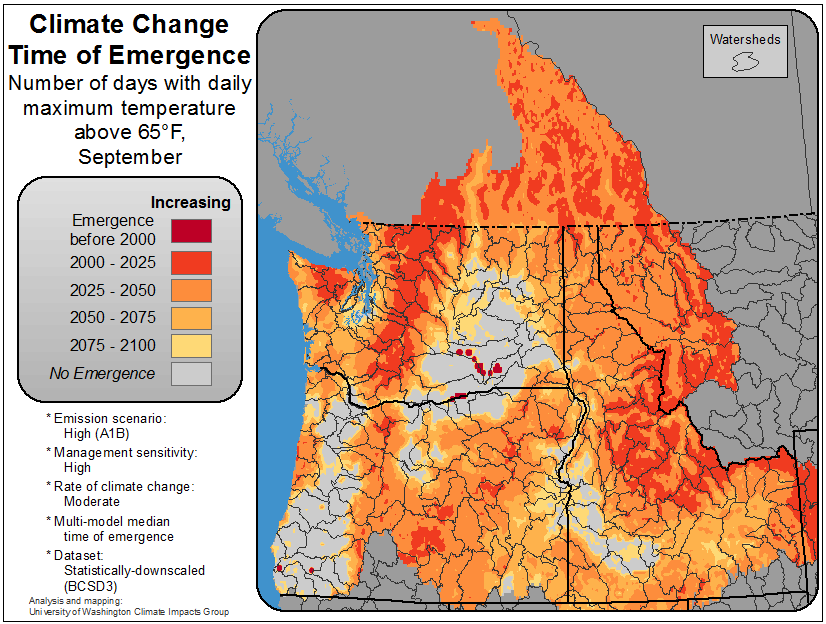 Climate Change
Time of Emergence
Number of days with daily
maximum temperature
above 65°F,
September
Increasing
Emergence
before 2000
2000 - 2025
2025 - 2050
2050 - 2075
2075 - 2100
No Emergence
* Emission scenario:
High (A1B)
* Management sensitivity:
High
* Rate of climate change:
Moderate
* Multi-model median
time of emergence
* Dataset:
Statistically-downscaled
(BCSD3)
Analysis and mapping:
University of Washington Climate Impacts Group
Watersheds